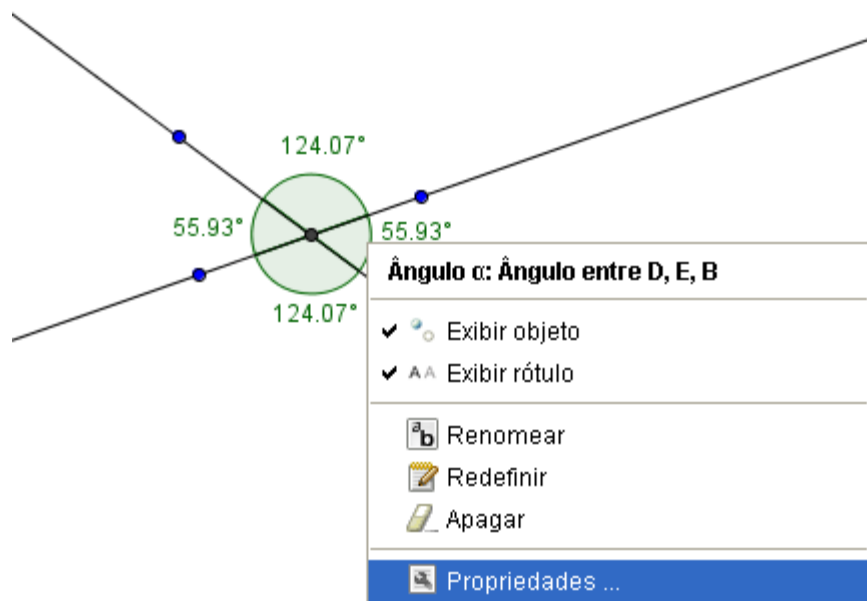 124.07°
55.93°
55.93°
124.07°
Ângulo α: Ângulo entre D, E, B
Exibir objeto
AA Exibir rótulo
ab Renomear
Redefinir
Apagar
Propriedades ...